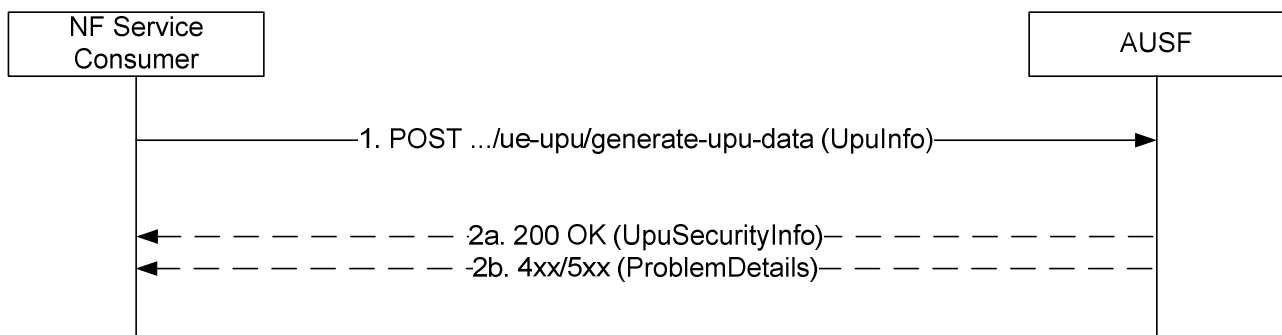 NF Service
Consumer
AUSF
1. POST .../ue-upu/generate-upu-data (UpuInfo)
2a. 200 OK (UpuSecurityInfo)
2b. 4xx/5xx (ProblemDetails)